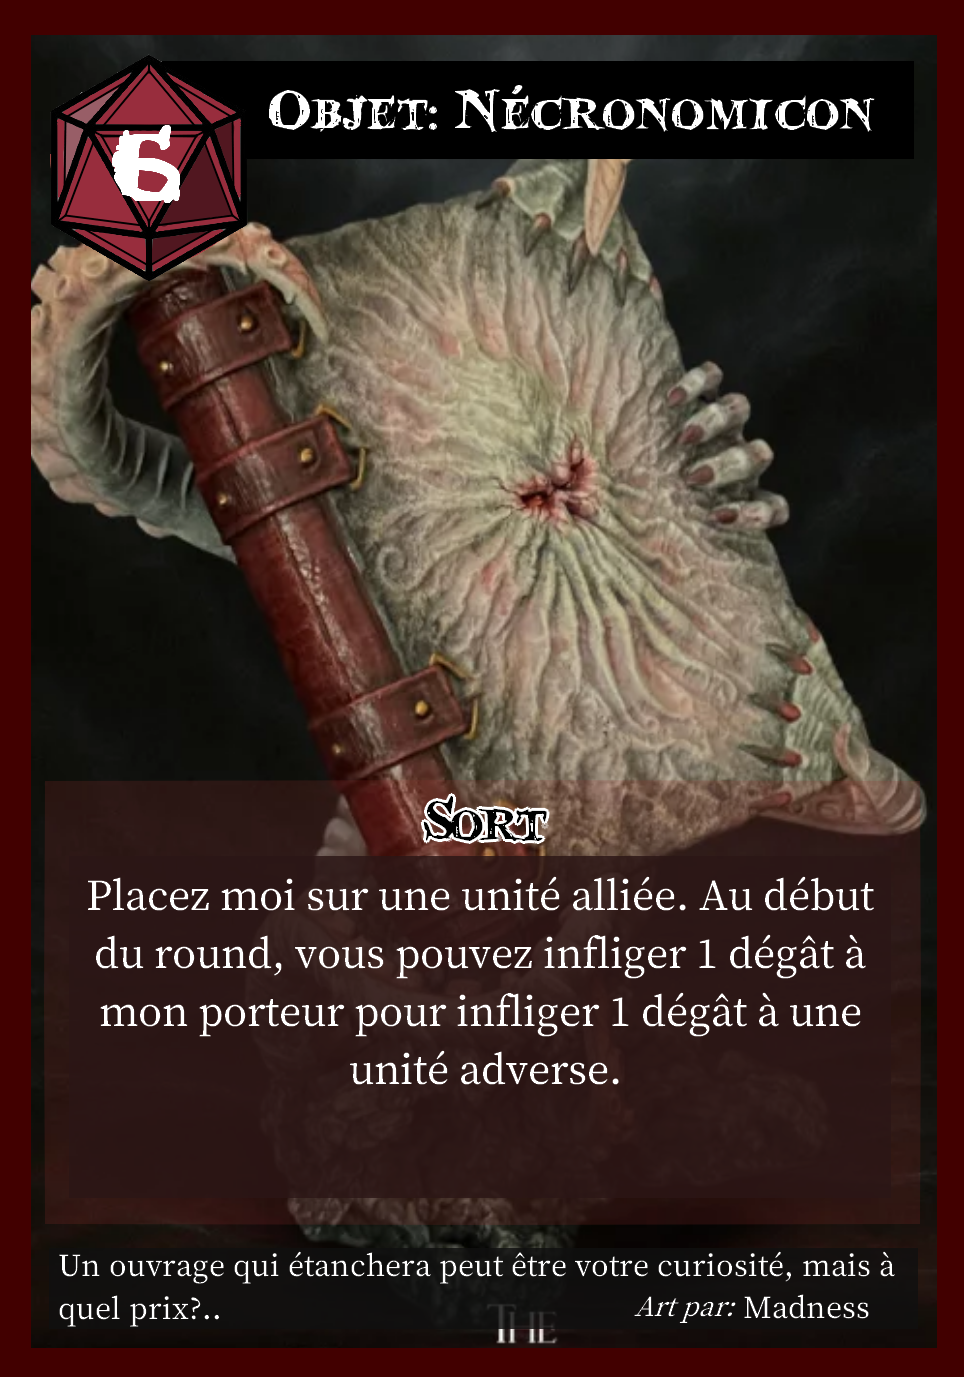 6
Objet: Nécronomicon
Sort
Placez moi sur une unité alliée. Au début
du round, vous pouvez infliger 1 dégât à
mon porteur pour infliger 1 dégât à une
unité adverse.
Un ouvrage qui étanchera peut être votre curiosité, mais à
quel prix?..
Art par: Madness
THE